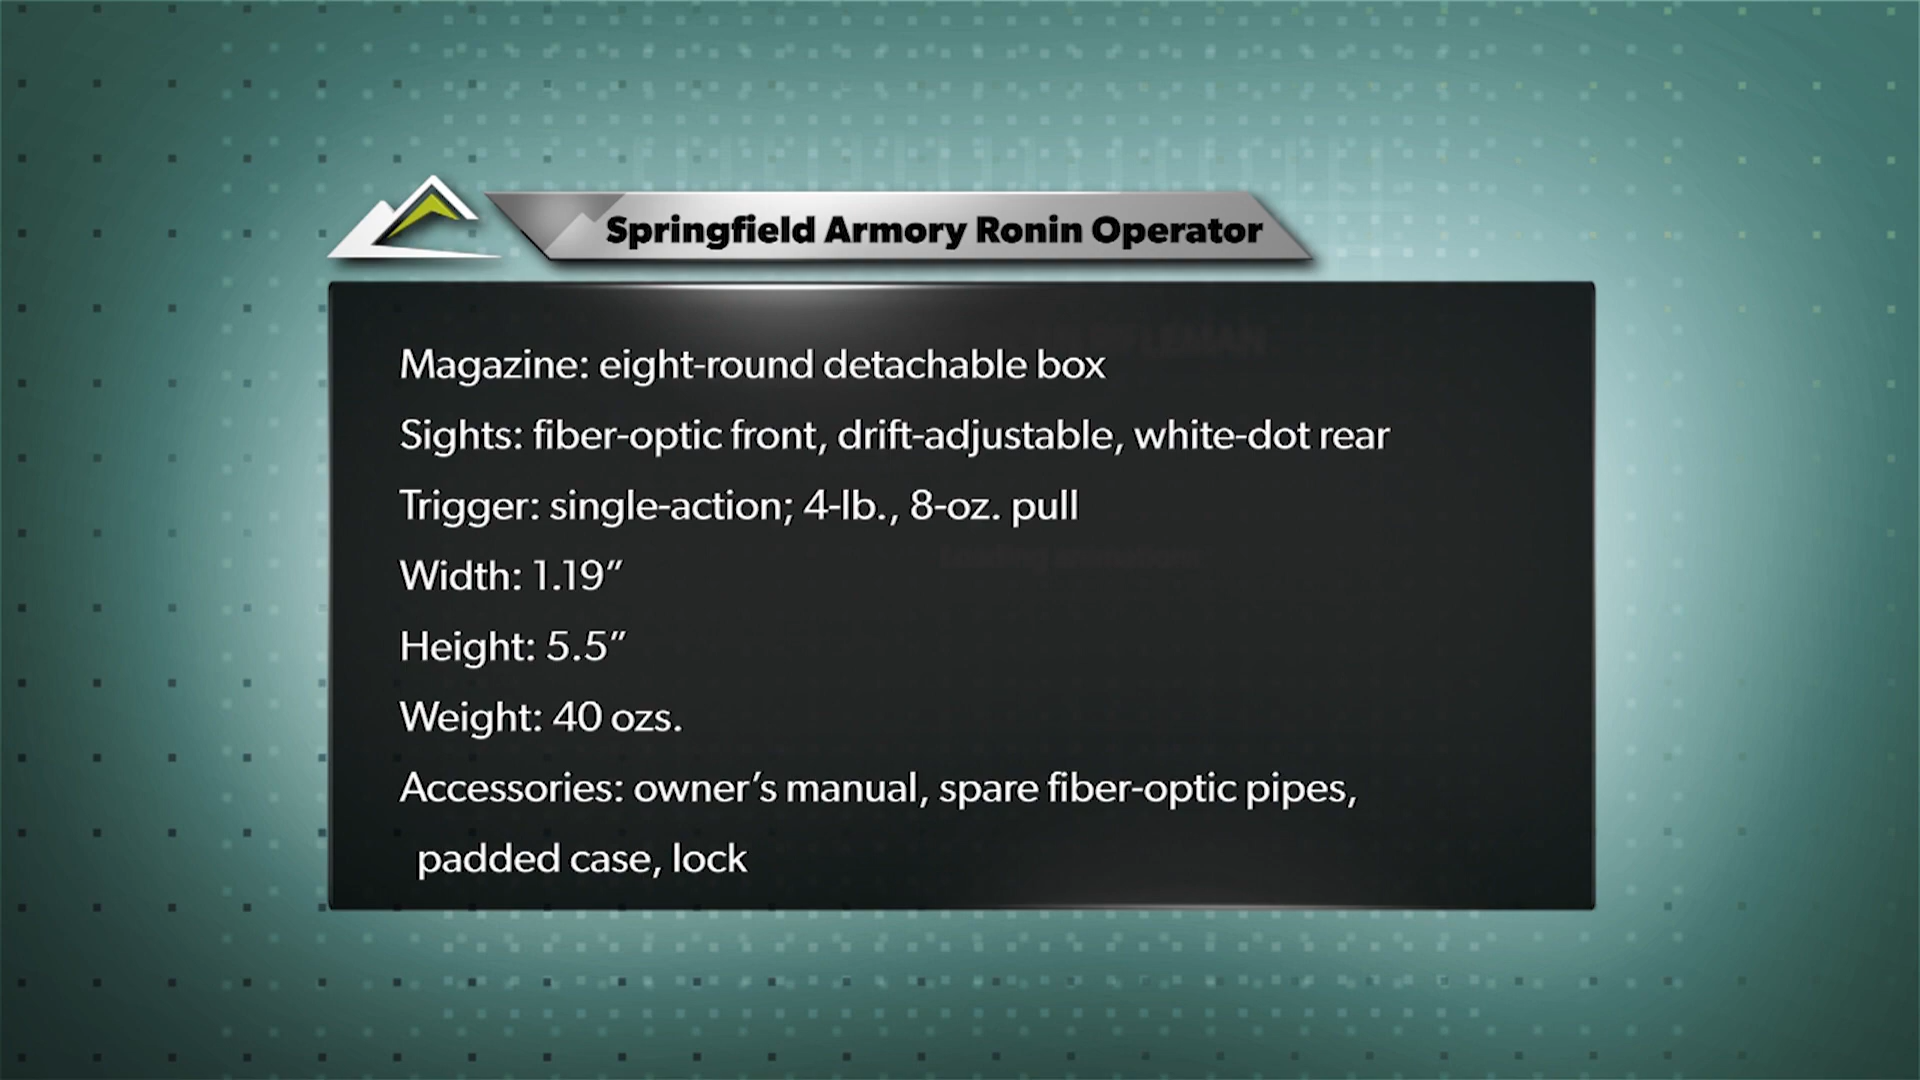 Springfield Armory Ronin Operator
Magazine: eight-round detachable box
Sights: fiber-optic front, drift-adjustable, white-dot rear
Trigger: single-action; 4-lb., 8-oz. pull
Width: 1.19”
Height: 5.5”
Weight: 40 ozs.
Accessories: owner’s manual, spare fiber-optic pipes,
padded case, lock